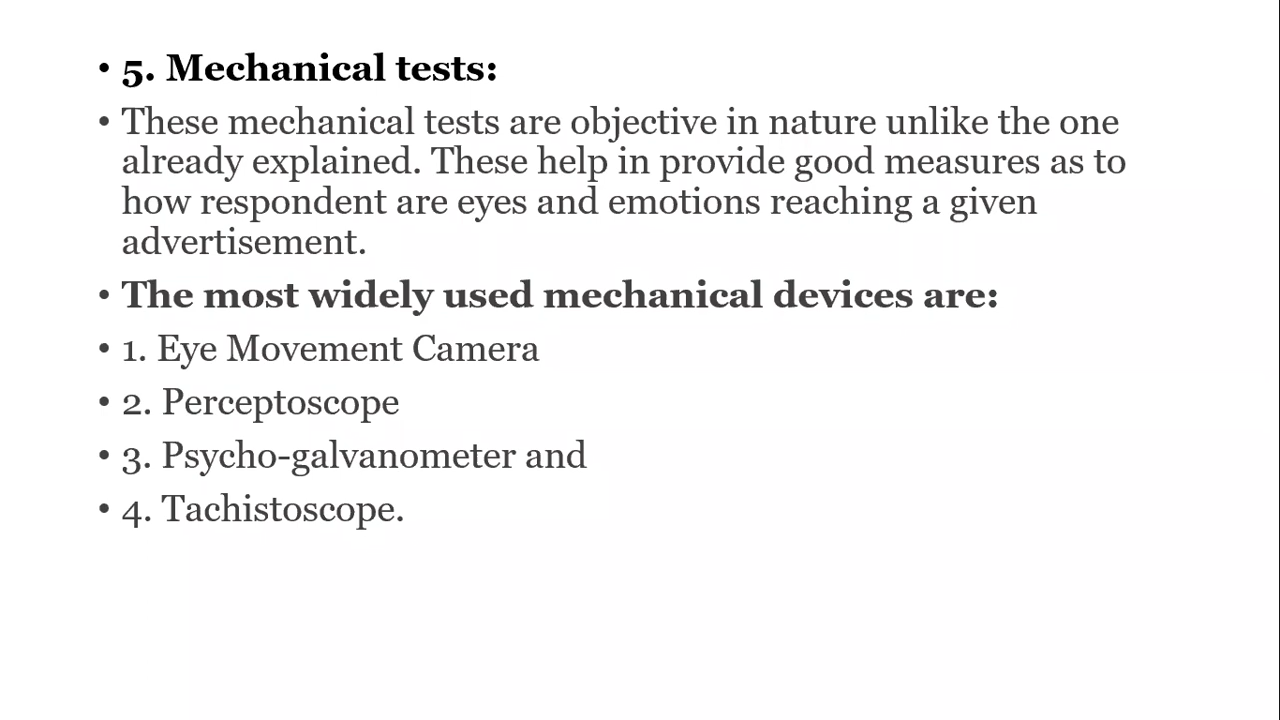 • 5. Mechanical tests:
• These mechanical tests are objective in nature unlike the one
already explained. These help in provide good measures as to
how respondent are eyes and emotions reaching a given
advertisement.
• The most widely used mechanical devices are:
• 1. Eye Movement Camera
• 2. Perceptoscope
• 3. Psycho-galvanometer and
• 4. Tachistoscope.